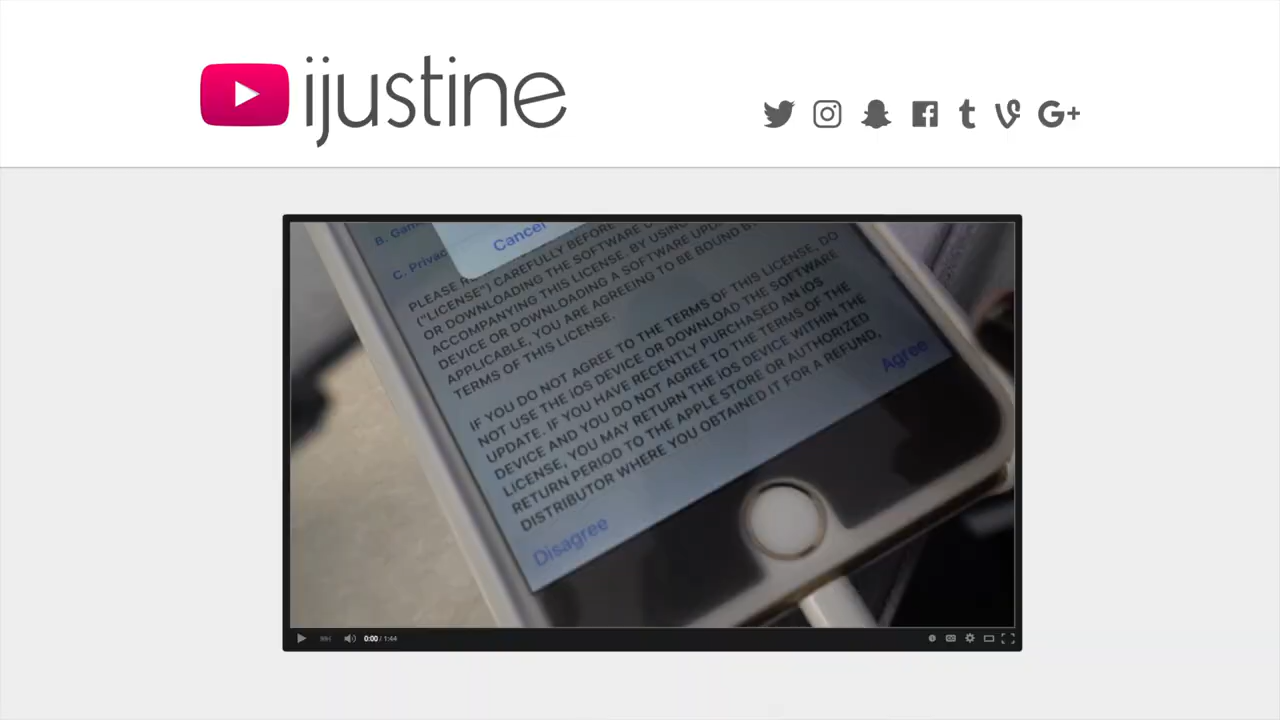 ijustine
B. Gam
Cancel
C. Privac
PLEASE R
CAREFULLY BEFORE
("LICENSE")
OR DOWNLOADING THE SOFTWARE
ACCOMPANYING THIS LICENSE. BY USING
DEVICE OR DOWNLOADING A SOFTWARE UPD
APPLICABLE, YOU ARE AGREEING TO BE BOUND B
TERMS OF THIS LICENSE.
IF YOU DO NOT AGREE TO THE TERMS OF THIS LICENSE, DO
NOT USE THE iOS DEVICE OR DOWNLOAD THE SOFTWARE
UPDATE. IF YOU HAVE RECENTLY PURCHASED AN iOS
DEVICE AND YOU DO NOT AGREE TO THE TERMS OF THE
LICENSE, YOU MAY RETURN THE iOS DEVICE WITHIN THE
RETURN PERIOD TO THE APPLE STORE OR AUTHORIZED
DISTRIBUTOR WHERE YOU OBTAINED IT FOR A REFUND,
Agree
Disagree
0:00 / 1:44